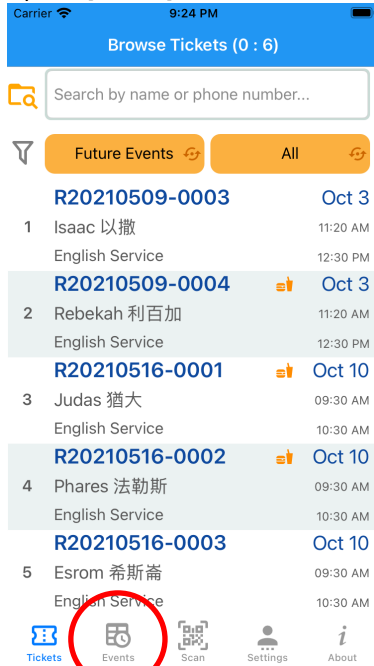 Carrier 9:24 PM
Browse Tickets (0 : 6)
Search by name or phone number...
Future Events All
R20210509-0003 Oct 3
1 Isaac 以撒 11:20 AM
English Service 12:30 PM
R20210509-0004 Oct 3
2 Rebekah 利百加 11:20 AM
English Service 12:30 PM
R20210516-0001 Oct 10
3 Judas 猶大 09:30 AM
English Service 10:30 AM
R20210516-0002 Oct 10
4 Phares 法勒斯 09:30 AM
English Service 10:30 AM
R20210516-0003 Oct 10
5 Esrom 希斯崙 09:30 AM
English Service 10:30 AM
Tickets Events Scan Settings About